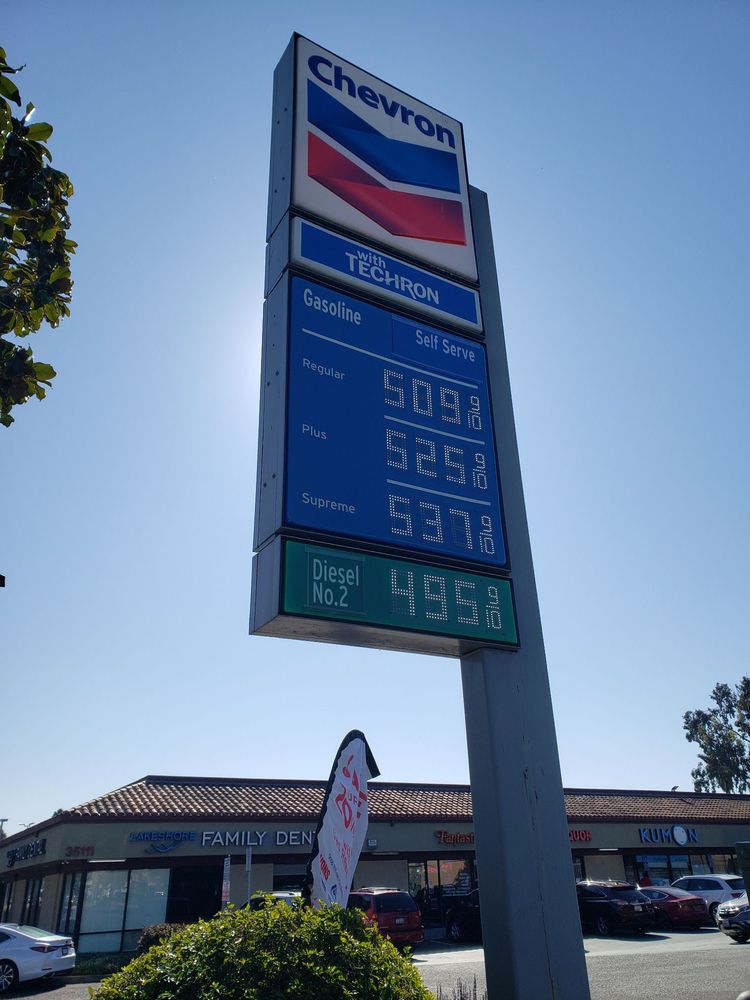 Chevron
with
TECHRON
Gasoline
Self Serve
Regular
509 9/10
Plus
525 9/10
Supreme
537 9/10
Diesel
No.2
495 9/10
LAKESHORE FAMILY DEN
35111
KUMON